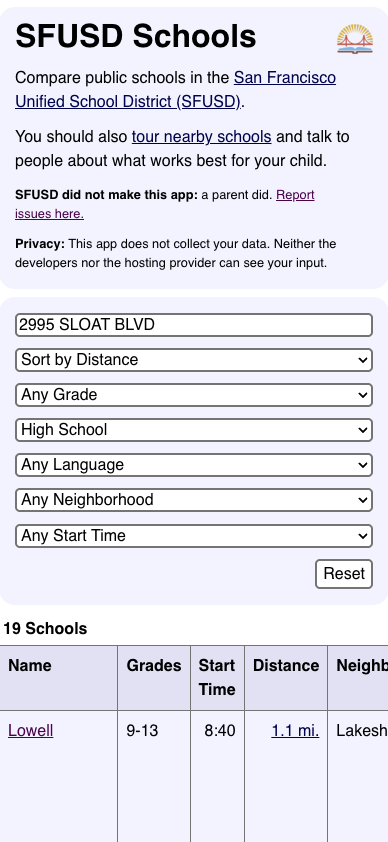 SFUSD Schools
Compare public schools in the San Francisco
Unified School District (SFUSD).
You should also tour nearby schools and talk to
people about what works best for your child.
SFUSD did not make this app: a parent did. Report
issues here.
Privacy: This app does not collect your data. Neither the
developers nor the hosting provider can see your input.
2995 SLOAT BLVD
Sort by Distance
Any Grade
High School
Any Language
Any Neighborhood
Any Start Time
Reset
19 Schools
Name Grades Start Distance Neighb
Time
Lowell 9-13 8:40 1.1 mi. Lakesh